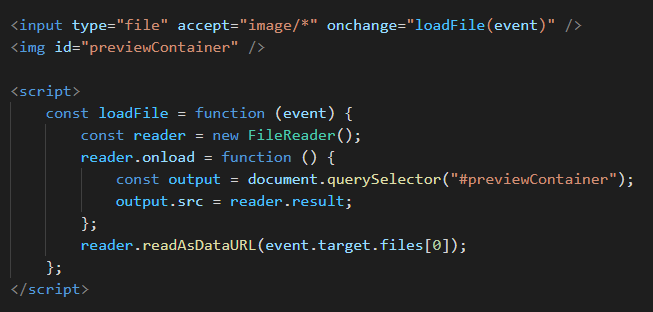 <input type="file" accept="image/*" onchange="loadFile(event)" />
<img id="previewContainer" />
<script>
    const loadFile = function (event) {
        const reader = new FileReader();
        reader.onload = function () {
            const output = document.querySelector("#previewContainer");
            output.src = reader.result;
        };
        reader.readAsDataURL(event.target.files[0]);
    };
</script>